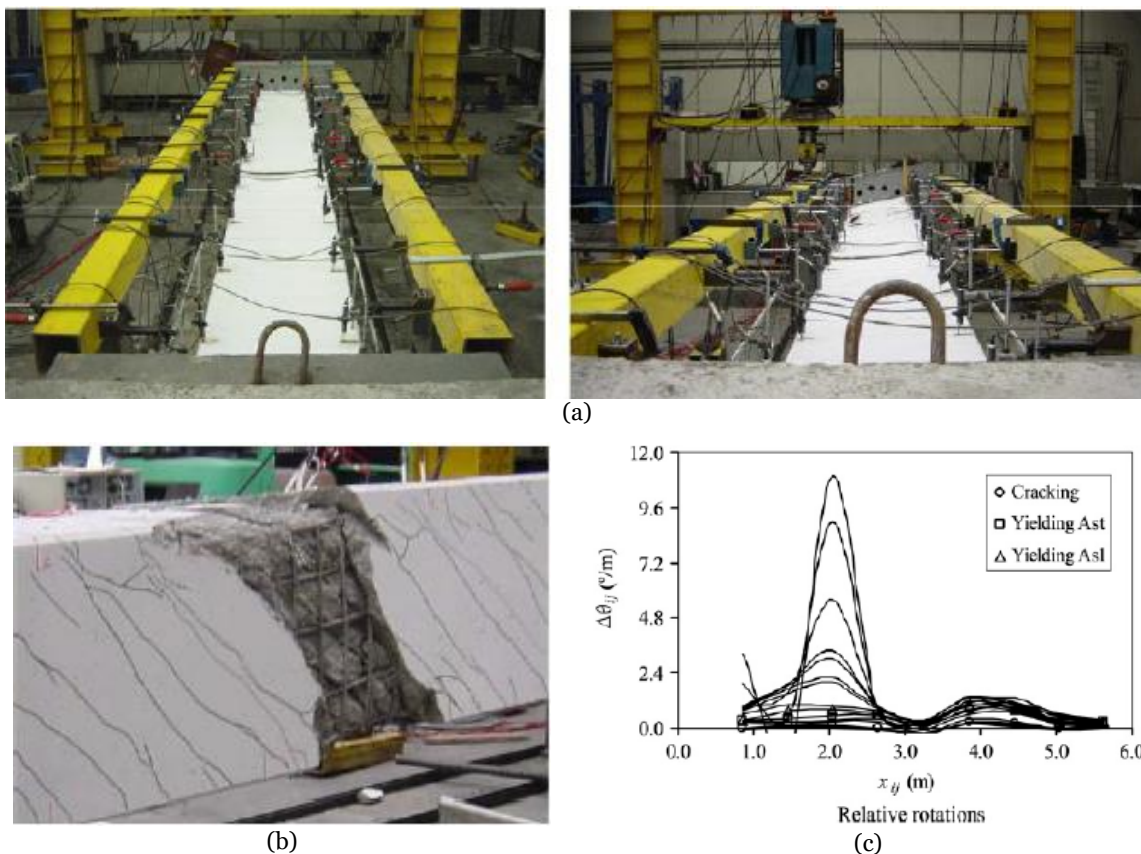 (a)
12.0
9.6
7.2
4.8
2.4
0.0
Δθij (º/m)
Cracking
Yielding Ast
Yielding Asl
0.0 1.0 2.0 3.0 4.0 5.0 6.0
x ij (m)
Relative rotations
(b)
(c)